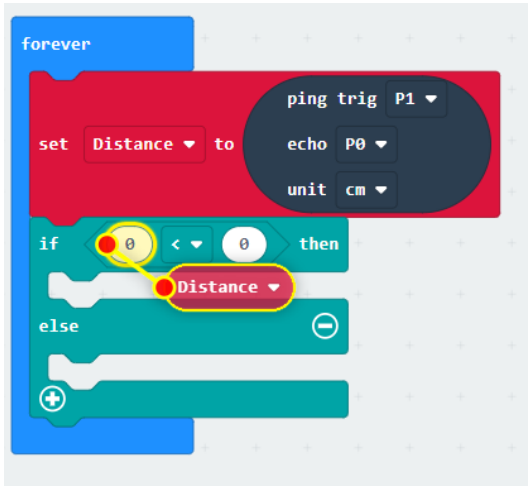 forever
ping trig P1
set Distance to echo P0
unit cm
if 0 < 0 then
Distance
else